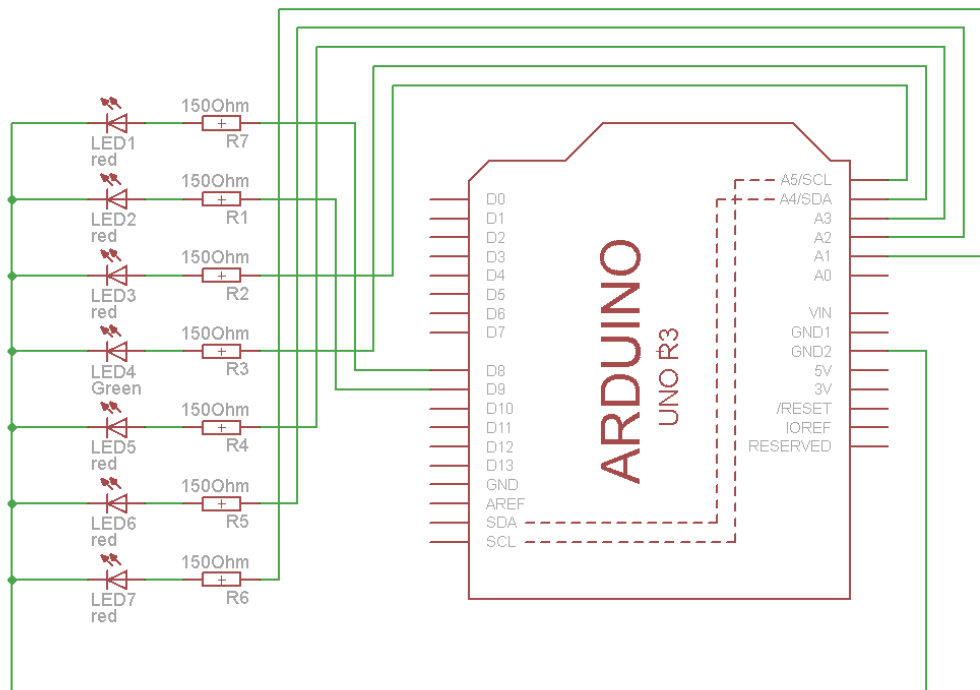 150Ohm
LED1
red
R7
150Ohm
LED2
red
R1
150Ohm
LED3
red
R2
150Ohm
LED4
Green
R3
150Ohm
LED5
red
R4
150Ohm
LED6
red
R5
150Ohm
LED7
red
R6
D0
D1
D2
D3
D4
D5
D6
D7
D8
D9
D10
D11
D12
D13
GND
AREF
SDA
SCL
ARDUINO
UNO R3
A5/SCL
A4/SDA
A3
A2
A1
A0
VIN
GND1
GND2
5V
3V
/RESET
IOREF
RESERVED